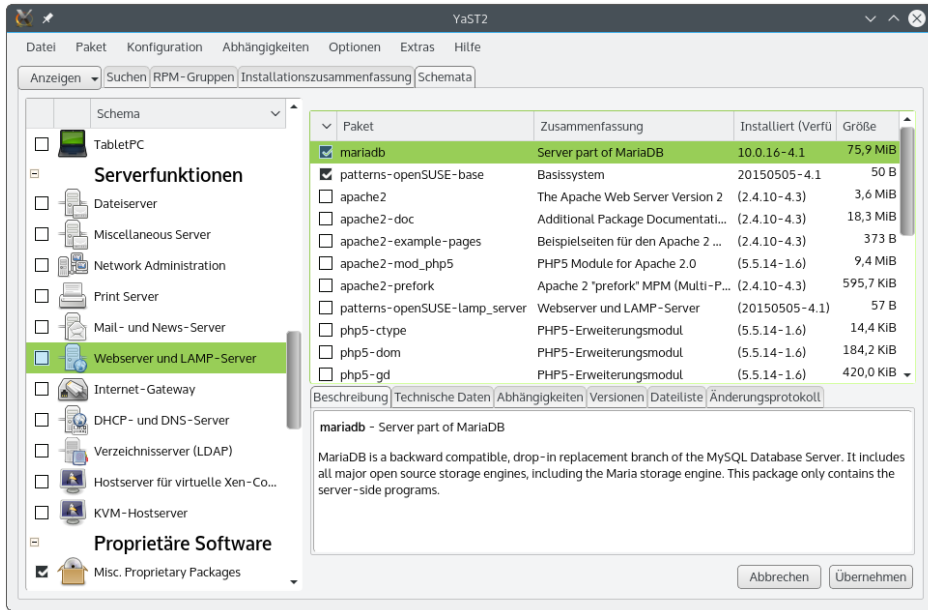 YaST2
Datei Paket Konfiguration Abhängigkeiten Optionen Extras Hilfe
Anzeigen Suchen RPM-Gruppen Installationszusammenfassung Schemata
Schema
TabletPC
Serverfunktionen
Dateiserver
Miscellaneous Server
Network Administration
Print Server
Mail- und News-Server
Webserver und LAMP-Server
Internet-Gateway
DHCP- und DNS-Server
Verzeichnisserver (LDAP)
Hostserver für virtuelle Xen-Co...
KVM-Hostserver
Proprietäre Software
Misc. Proprietary Packages
Paket Zusammenfassung Installiert (Verfü Größe
mariadb Server part of MariaDB 10.0.16-4.1 75,9 MiB
patterns-openSUSE-base Basissystem 20150505-4.1 50 B
apache2 The Apache Web Server Version 2 (2.4.10-4.3) 3,6 MiB
apache2-doc Additional Package Documentati... (2.4.10-4.3) 18,3 MiB
apache2-example-pages Beispielseiten für den Apache 2 ... (2.4.10-4.3) 373 B
apache2-mod_php5 PHP5 Module for Apache 2.0 (5.5.14-1.6) 9,4 MiB
apache2-prefork Apache 2 "prefork" MPM (Multi-P... (2.4.10-4.3) 595,7 KiB
patterns-openSUSE-lamp_server Webserver und LAMP-Server (20150505-4.1) 57 B
php5-ctype PHP5-Erweiterungsmodul (5.5.14-1.6) 14,4 KiB
php5-dom PHP5-Erweiterungsmodul (5.5.14-1.6) 184,2 KiB
php5-gd PHP5-Erweiterungsmodul (5.5.14-1.6) 420,0 KiB
Beschreibung Technische Daten Abhängigkeiten Versionen Dateiliste Änderungsprotokoll
mariadb - Server part of MariaDB
MariaDB is a backward compatible, drop-in replacement branch of the MySQL Database Server. It includes
all major open source storage engines, including the Maria storage engine. This package only contains the
server-side programs.
Abbrechen Übernehmen